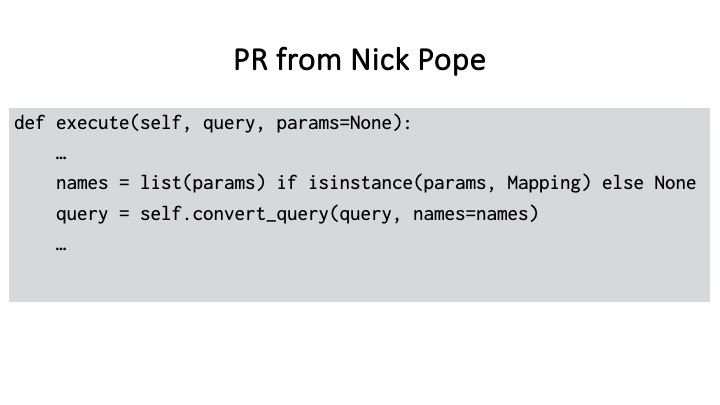 PR from Nick Pope
def execute(self, query, params=None):
    …
    names = list(params) if isinstance(params, Mapping) else None
    query = self.convert_query(query, names=names)
    …